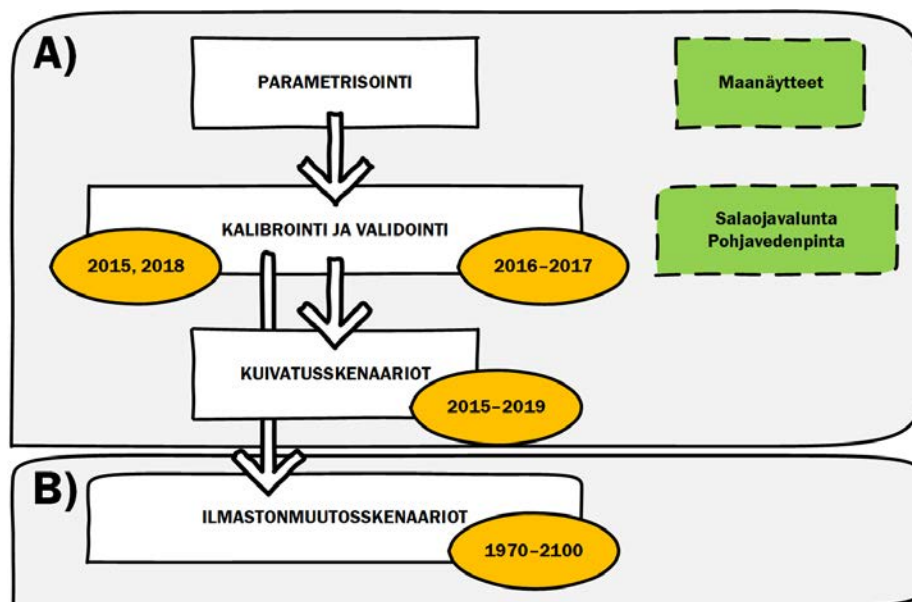 A)
PARAMETRISOINTI
Maanäytteet
KALIBROINTI JA VALIDOINTI
Salaojavalunta
Pohjavedenpinta
2015, 2018
2016–2017
KUIVATUSSKENAARIOT
2015–2019
B)
ILMASTONMUUTOSSKENAARIOT
1970–2100